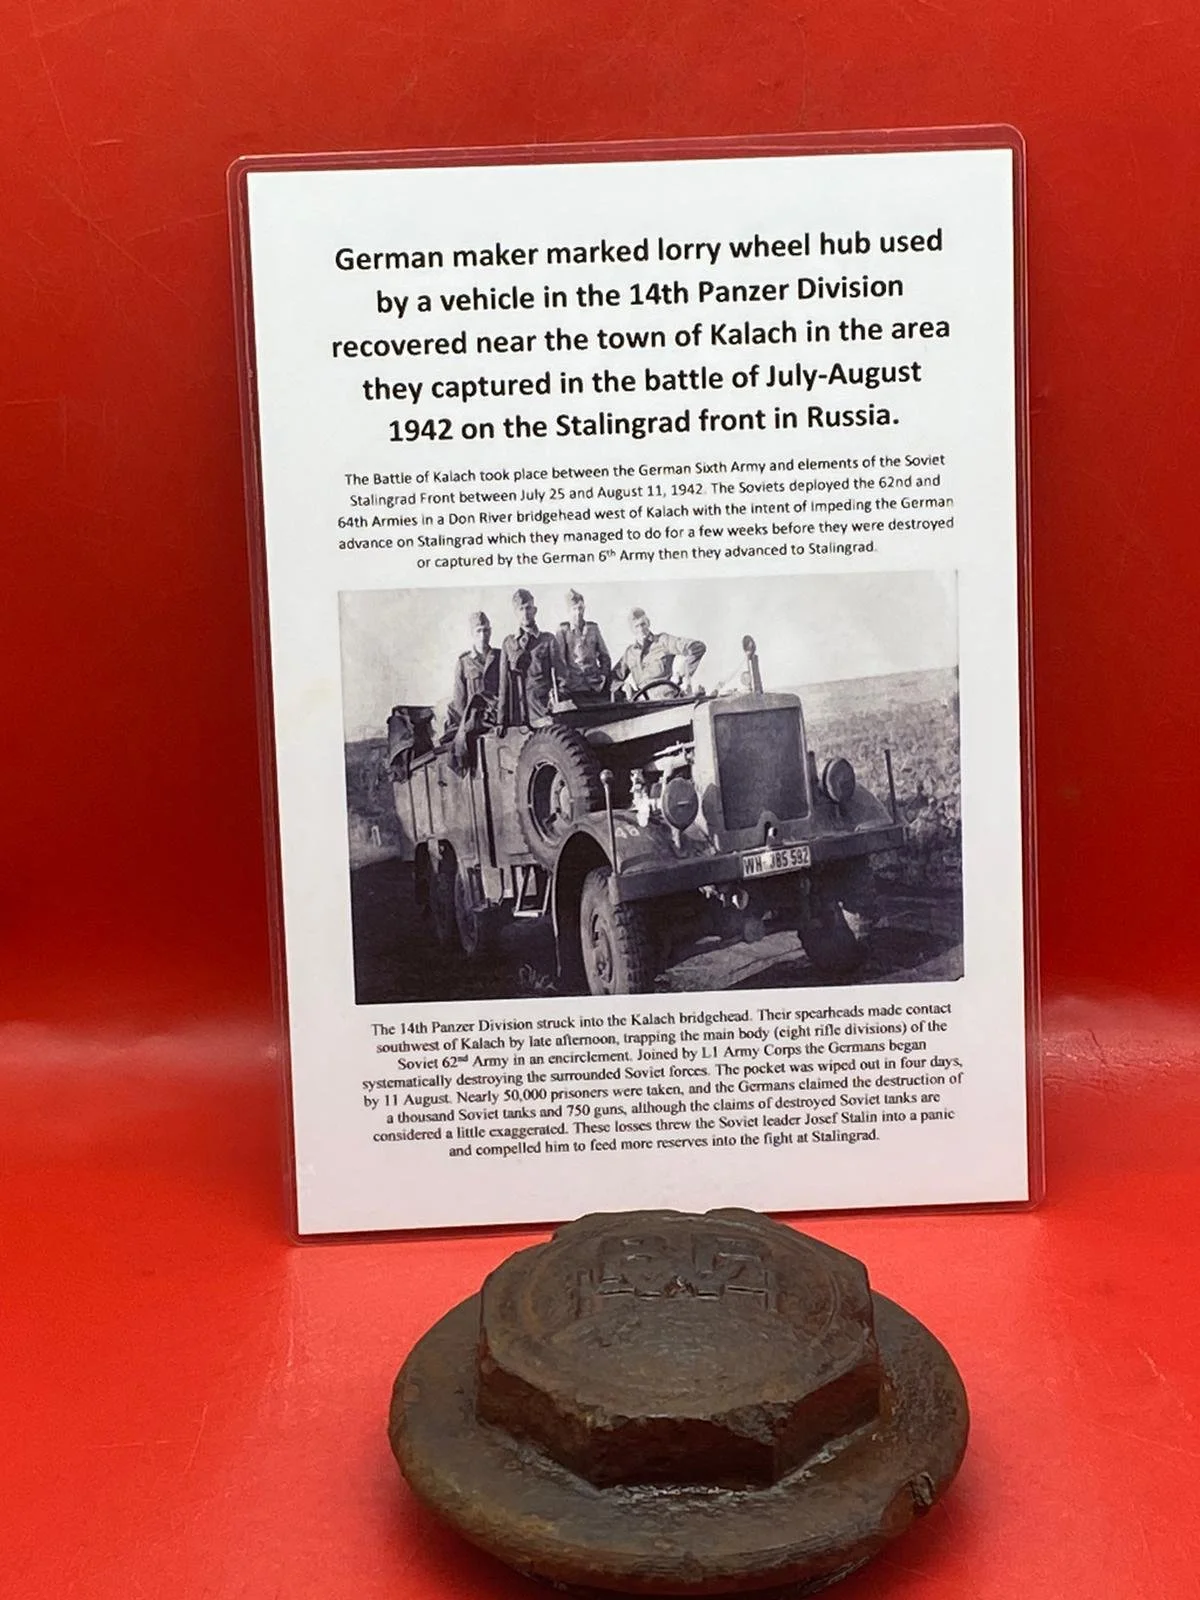 German maker marked lorry wheel hub used
by a vehicle in the 14th Panzer Division
recovered near the town of Kalach in the area
they captured in the battle of July-August
1942 on the Stalingrad front in Russia.
The Battle of Kalach took place between the German Sixth Army and elements of the Soviet
Stalingrad Front between July 25 and August 11, 1942. The Soviets deployed the 62nd and
64th Armies in a Don River bridgehead west of Kalach with the intent of impeding the German
advance on Stalingrad which they managed to do for a few weeks before they were destroyed
or captured by the German 6th Army then they advanced to Stalingrad.
48
WH 385 592
The 14th Panzer Division struck into the Kalach bridgehead. Their spearheads made contact
southwest of Kalach by late afternoon, trapping the main body (eight rifle divisions) of the
Soviet 62nd Army in an encirclement. Joined by L1 Army Corps the Germans began
systematically destroying the surrounded Soviet forces. The pocket was wiped out in four days,
by 11 August. Nearly 50,000 prisoners were taken, and the Germans claimed the destruction of
a thousand Soviet tanks and 750 guns, although the claims of destroyed Soviet tanks are
considered a little exaggerated. These losses threw the Soviet leader Josef Stalin into a panic
and compelled him to feed more reserves into the fight at Stalingrad.